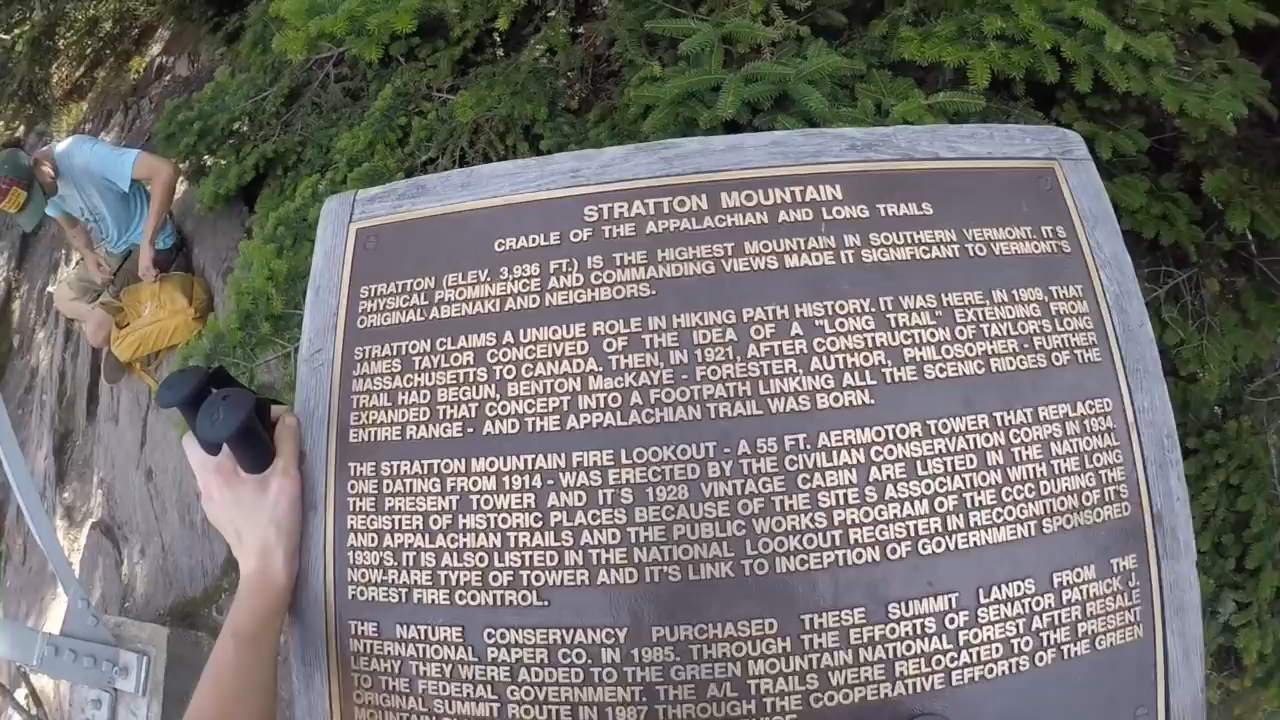 STRATTON MOUNTAIN
CRADLE OF THE APPALACHIAN AND LONG TRAILS
STRATTON (ELEV. 3,936 FT.) IS THE HIGHEST MOUNTAIN IN SOUTHERN VERMONT. IT'S
PHYSICAL PROMINENCE AND COMMANDING VIEWS MADE IT SIGNIFICANT TO VERMONT'S
ORIGINAL ABENAKI AND NEIGHBORS.
STRATTON CLAIMS A UNIQUE ROLE IN HIKING PATH HISTORY. IT WAS HERE, IN 1909, THAT
JAMES TAYLOR CONCEIVED OF THE IDEA OF A "LONG TRAIL" EXTENDING FROM
MASSACHUSETTS TO CANADA. THEN, IN 1921, AFTER CONSTRUCTION OF TAYLOR'S LONG
TRAIL HAD BEGUN, BENTON MacKAYE - FORESTER, AUTHOR, PHILOSOPHER - FURTHER
EXPANDED THAT CONCEPT INTO A FOOTPATH LINKING ALL THE SCENIC RIDGES OF THE
ENTIRE RANGE - AND THE APPALACHIAN TRAIL WAS BORN.
THE STRATTON MOUNTAIN FIRE LOOKOUT - A 55 FT. AERMOTOR TOWER THAT REPLACED
ONE DATING FROM 1914 - WAS ERECTED BY THE CIVILIAN CONSERVATION CORPS IN 1934.
THE PRESENT TOWER AND IT'S 1928 VINTAGE CABIN ARE LISTED IN THE NATIONAL
REGISTER OF HISTORIC PLACES BECAUSE OF THE SITE S ASSOCIATION WITH THE LONG
AND APPALACHIAN TRAILS AND THE PUBLIC WORKS PROGRAM OF THE CCC DURING THE
1930'S. IT IS ALSO LISTED IN THE NATIONAL LOOKOUT REGISTER IN RECOGNITION OF IT'S
NOW-RARE TYPE OF TOWER AND IT'S LINK TO INCEPTION OF GOVERNMENT SPONSORED
FOREST FIRE CONTROL.
THE NATURE CONSERVANCY PURCHASED THESE SUMMIT LANDS FROM THE
INTERNATIONAL PAPER CO. IN 1985. THROUGH THE EFFORTS OF SENATOR PATRICK J.
LEAHY THEY WERE ADDED TO THE GREEN MOUNTAIN NATIONAL FOREST AFTER RESALE
TO THE FEDERAL GOVERNMENT. THE A/L TRAILS WERE RELOCATED TO THE PRESENT
ORIGINAL SUMMIT ROUTE IN 1987 THROUGH THE COOPERATIVE EFFORTS OF THE GREEN
MOUNTAIN